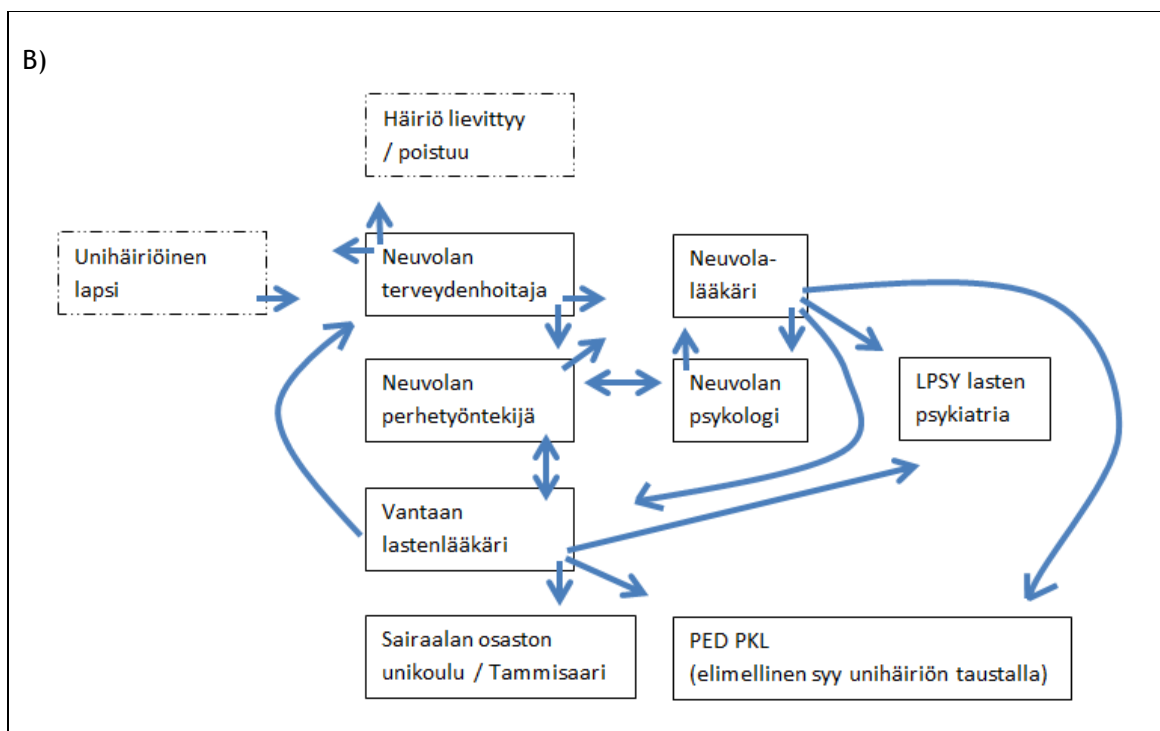 B)
Häiriö lievittyy
/ poistuu
Unihäiriöinen
lapsi
Neuvolan
terveydenhoitaja
Neuvola-
lääkäri
Neuvolan
perhetyöntekijä
Neuvolan
psykologi
LPSY lasten
psykiatria
Vantaan
lastenlääkäri
Sairaalan osaston
unikoulu / Tammisaari
PED PKL
(elimellinen syy unihäiriön taustalla)